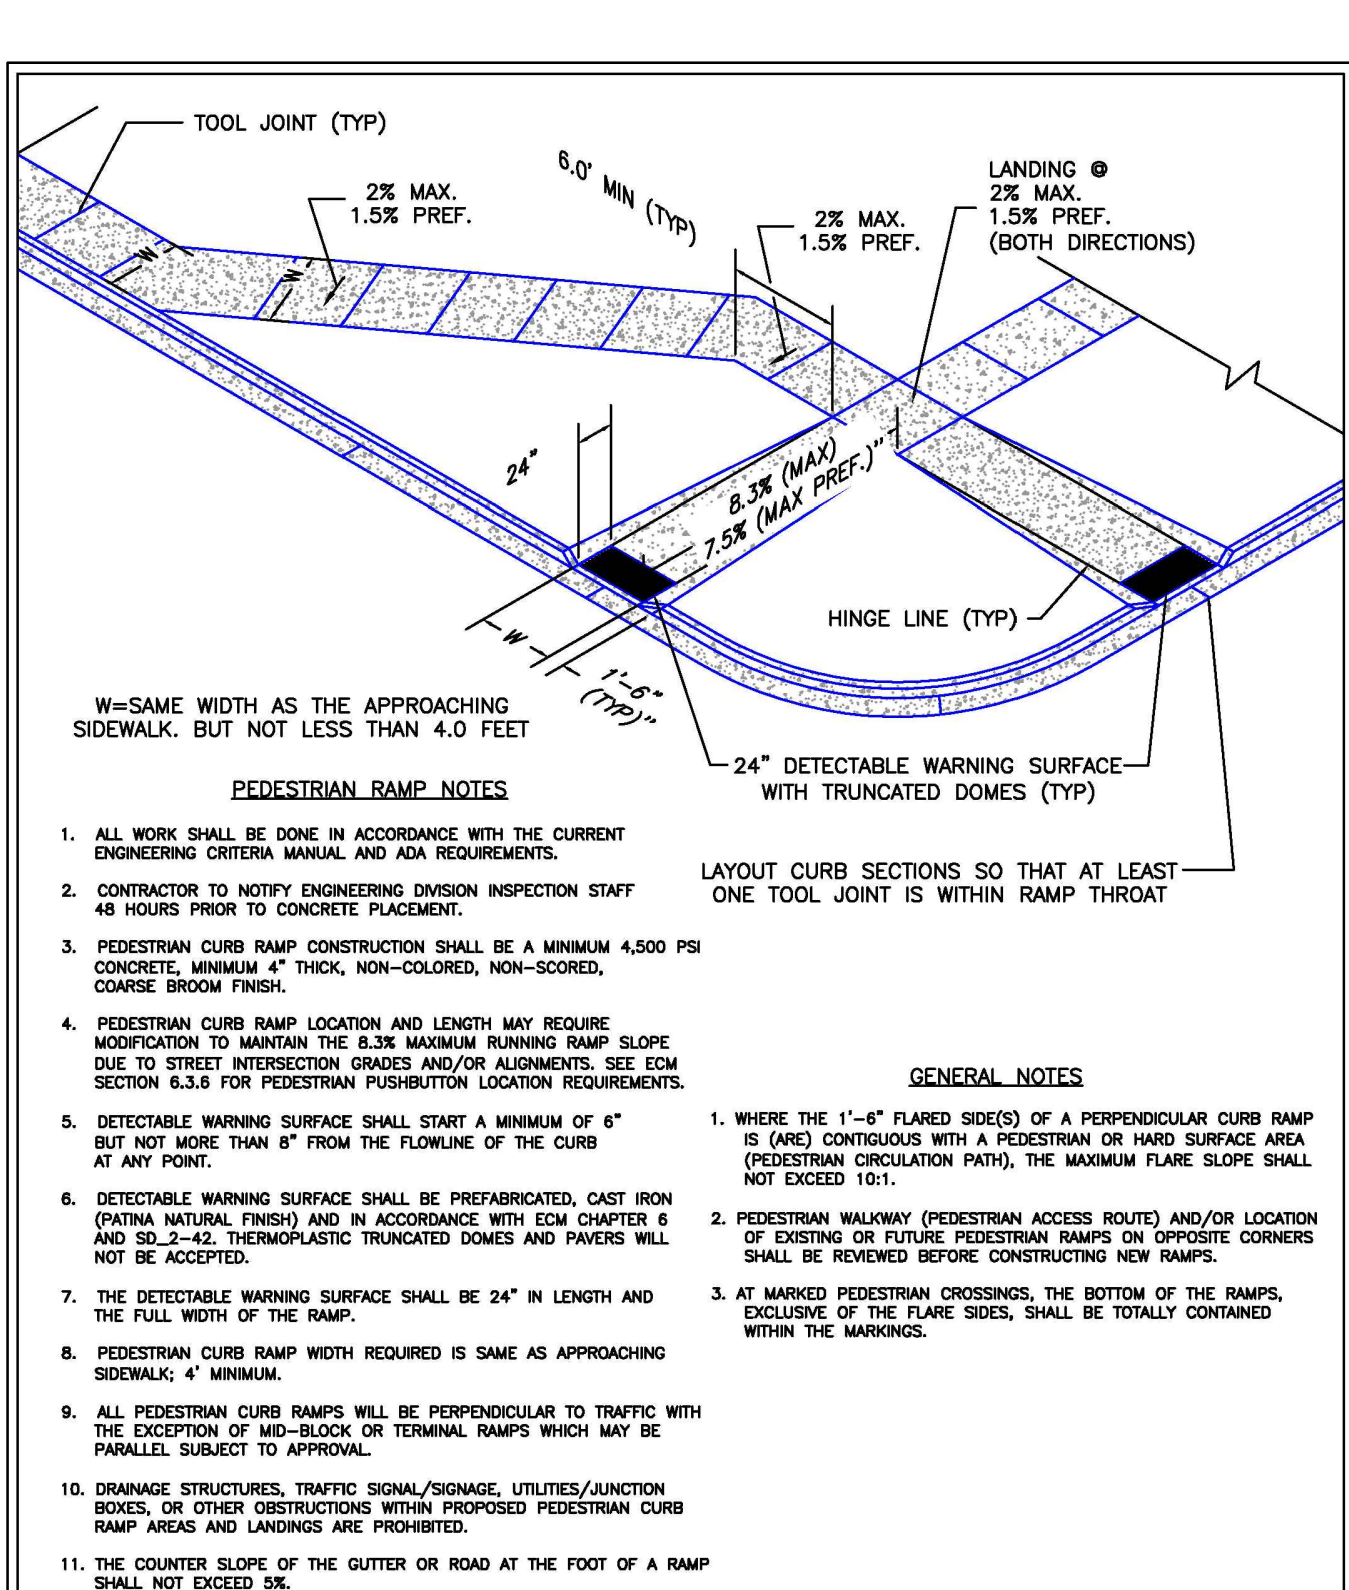 TOOL JOINT (TYP)
2% MAX.
1.5% PREF.
6.0' MIN (TYP)
2% MAX.
1.5% PREF.
LANDING @
2% MAX.
1.5% PREF.
(BOTH DIRECTIONS)
W
W
24"
8.3% (MAX)
7.5% (MAX PREF.)"
HINGE LINE (TYP)
W
1'-6"
(TYP)"
W=SAME WIDTH AS THE APPROACHING
SIDEWALK. BUT NOT LESS THAN 4.0 FEET
24" DETECTABLE WARNING SURFACE
WITH TRUNCATED DOMES (TYP)
LAYOUT CURB SECTIONS SO THAT AT LEAST
ONE TOOL JOINT IS WITHIN RAMP THROAT
PEDESTRIAN RAMP NOTES
1. ALL WORK SHALL BE DONE IN ACCORDANCE WITH THE CURRENT
ENGINEERING CRITERIA MANUAL AND ADA REQUIREMENTS.
2. CONTRACTOR TO NOTIFY ENGINEERING DIVISION INSPECTION STAFF
48 HOURS PRIOR TO CONCRETE PLACEMENT.
3. PEDESTRIAN CURB RAMP CONSTRUCTION SHALL BE A MINIMUM 4,500 PSI
CONCRETE, MINIMUM 4" THICK, NON-COLORED, NON-SCORED,
COARSE BROOM FINISH.
4. PEDESTRIAN CURB RAMP LOCATION AND LENGTH MAY REQUIRE
MODIFICATION TO MAINTAIN THE 8.3% MAXIMUM RUNNING RAMP SLOPE
DUE TO STREET INTERSECTION GRADES AND/OR ALIGNMENTS. SEE ECM
SECTION 6.3.6 FOR PEDESTRIAN PUSHBUTTON LOCATION REQUIREMENTS.
5. DETECTABLE WARNING SURFACE SHALL START A MINIMUM OF 6"
BUT NOT MORE THAN 8" FROM THE FLOWLINE OF THE CURB
AT ANY POINT.
6. DETECTABLE WARNING SURFACE SHALL BE PREFABRICATED, CAST IRON
(PATINA NATURAL FINISH) AND IN ACCORDANCE WITH ECM CHAPTER 6
AND SD_2-42. THERMOPLASTIC TRUNCATED DOMES AND PAVERS WILL
NOT BE ACCEPTED.
7. THE DETECTABLE WARNING SURFACE SHALL BE 24" IN LENGTH AND
THE FULL WIDTH OF THE RAMP.
8. PEDESTRIAN CURB RAMP WIDTH REQUIRED IS SAME AS APPROACHING
SIDEWALK; 4' MINIMUM.
9. ALL PEDESTRIAN CURB RAMPS WILL BE PERPENDICULAR TO TRAFFIC WITH
THE EXCEPTION OF MID-BLOCK OR TERMINAL RAMPS WHICH MAY BE
PARALLEL SUBJECT TO APPROVAL.
10. DRAINAGE STRUCTURES, TRAFFIC SIGNAL/SIGNAGE, UTILITIES/JUNCTION
BOXES, OR OTHER OBSTRUCTIONS WITHIN PROPOSED PEDESTRIAN CURB
RAMP AREAS AND LANDINGS ARE PROHIBITED.
11. THE COUNTER SLOPE OF THE GUTTER OR ROAD AT THE FOOT OF A RAMP
SHALL NOT EXCEED 5%.
GENERAL NOTES
1. WHERE THE 1'-6" FLARED SIDE(S) OF A PERPENDICULAR CURB RAMP
IS (ARE) CONTIGUOUS WITH A PEDESTRIAN OR HARD SURFACE AREA
(PEDESTRIAN CIRCULATION PATH), THE MAXIMUM FLARE SLOPE SHALL
NOT EXCEED 10:1.
2. PEDESTRIAN WALKWAY (PEDESTRIAN ACCESS ROUTE) AND/OR LOCATION
OF EXISTING OR FUTURE PEDESTRIAN RAMPS ON OPPOSITE CORNERS
SHALL BE REVIEWED BEFORE CONSTRUCTING NEW RAMPS.
3. AT MARKED PEDESTRIAN CROSSINGS, THE BOTTOM OF THE RAMPS,
EXCLUSIVE OF THE FLARE SIDES, SHALL BE TOTALLY CONTAINED
WITHIN THE MARKINGS.